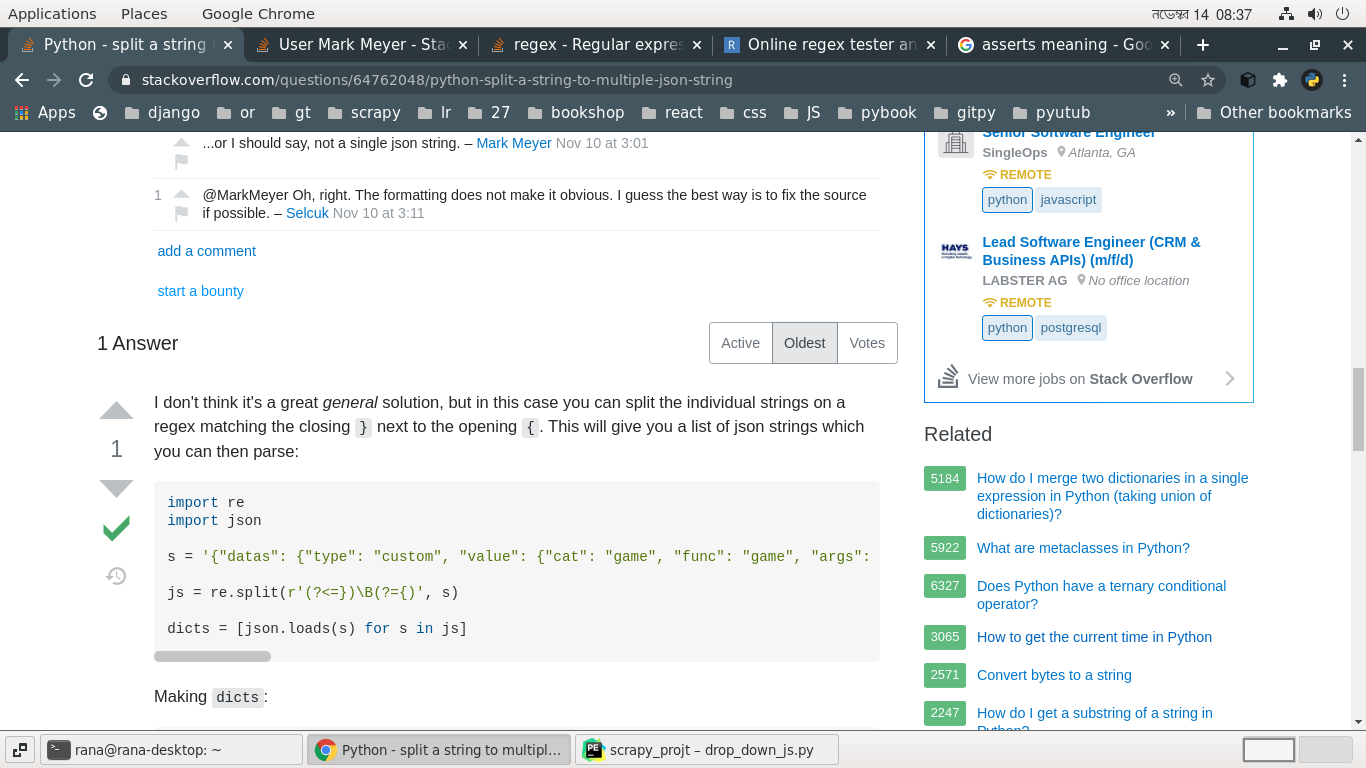 Applications Places Google Chrome নভেম্বর 14 08:37
Python - split a string User Mark Meyer - Sta regex - Regular expres Online regex tester an asserts meaning - Goo
stackoverflow.com/questions/64762048/python-split-a-string-to-multiple-json-string
Apps django or gt scrapy lr 27 bookshop react css JS pybook gitpy pyutub » Other bookmarks
...or I should say, not a single json string. – Mark Meyer Nov 10 at 3:01
1 @MarkMeyer Oh, right. The formatting does not make it obvious. I guess the best way is to fix the source
if possible. – Selcuk Nov 10 at 3:11
add a comment
start a bounty
1 Answer
Active Oldest Votes
1
I don't think it's a great general solution, but in this case you can split the individual strings on a
regex matching the closing } next to the opening {. This will give you a list of json strings which
you can then parse:
import re
import json
s = '{"datas": {"type": "custom", "value": {"cat": "game", "func": "game", "args":
js = re.split(r'(?<=})\B(?={)', s)
dicts = [json.loads(s) for s in js]
Making dicts:
Senior Software Engineer
SingleOps Atlanta, GA
REMOTE
python javascript
HAYS
Lead Software Engineer (CRM &
Business APIs) (m/f/d)
LABSTER AG No office location
REMOTE
python postgresql
View more jobs on Stack Overflow
Related
5184 How do I merge two dictionaries in a single
expression in Python (taking union of
dictionaries)?
5922 What are metaclasses in Python?
6327 Does Python have a ternary conditional
operator?
3065 How to get the current time in Python
2571 Convert bytes to a string
2247 How do I get a substring of a string in
Python?
rana@rana-desktop: ~ Python - split a string to multipl... PE scrapy_projt – drop_down_js.py